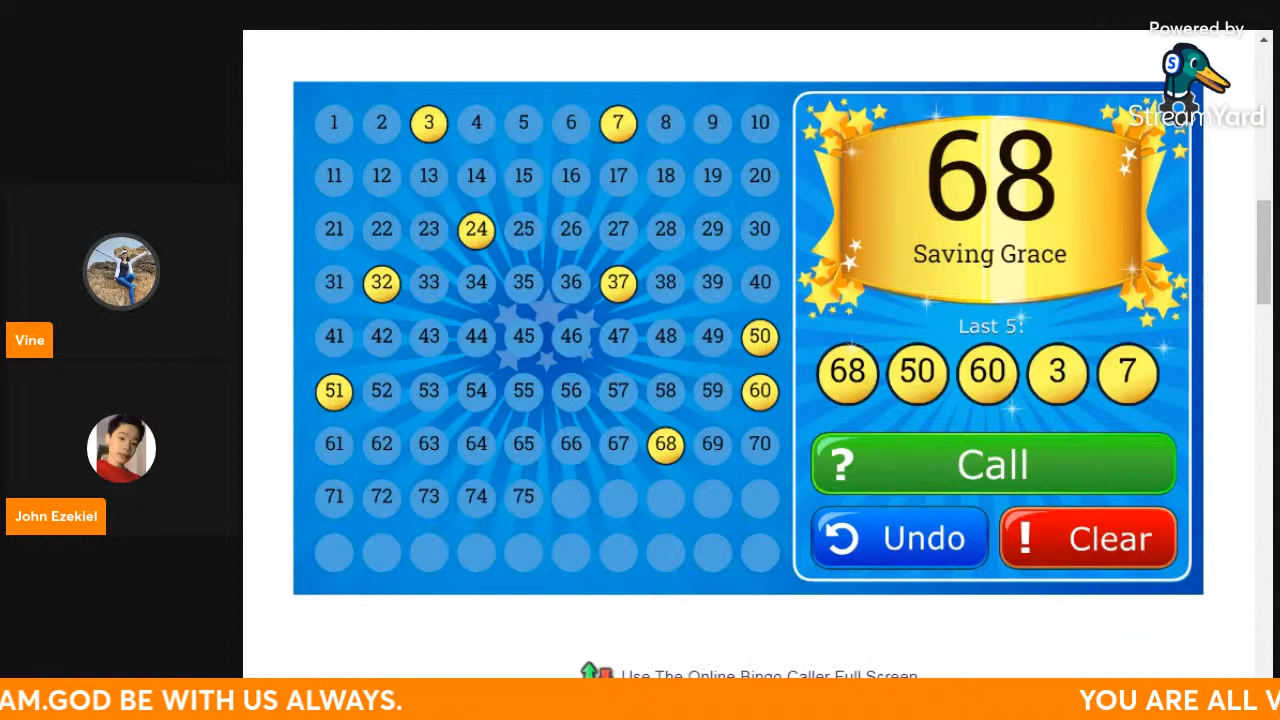 Powered by
StreamYard
1 2 3 4 5 6 7 8 9 10
11 12 13 14 15 16 17 18 19 20
21 22 23 24 25 26 27 28 29 30
31 32 33 34 35 36 37 38 39 40
41 42 43 44 45 46 47 48 49 50
51 52 53 54 55 56 57 58 59 60
61 62 63 64 65 66 67 68 69 70
71 72 73 74 75
68
Saving Grace
Last 5:
68 50 60 3 7
? Call
Undo
! Clear
Vine
John Ezekiel
Use The Online Bingo Caller Full Screen
AM.GOD BE WITH US ALWAYS.
YOU ARE ALL V